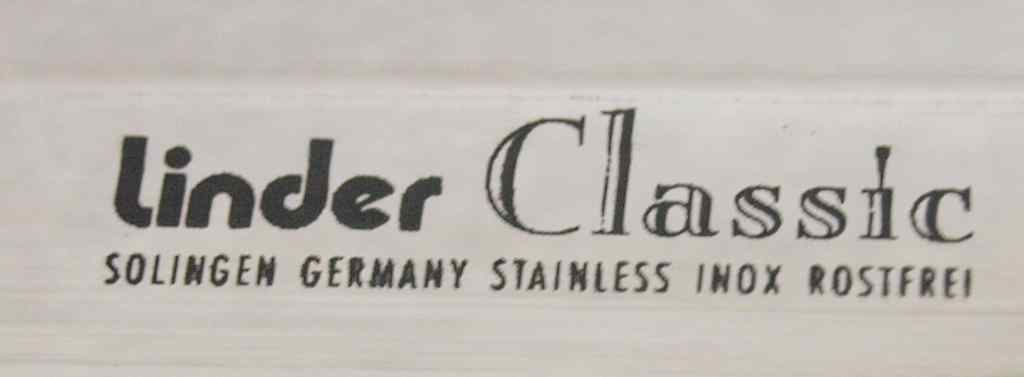 Linder Classic
SOLINGEN GERMANY STAINLESS INOX ROSTFREI